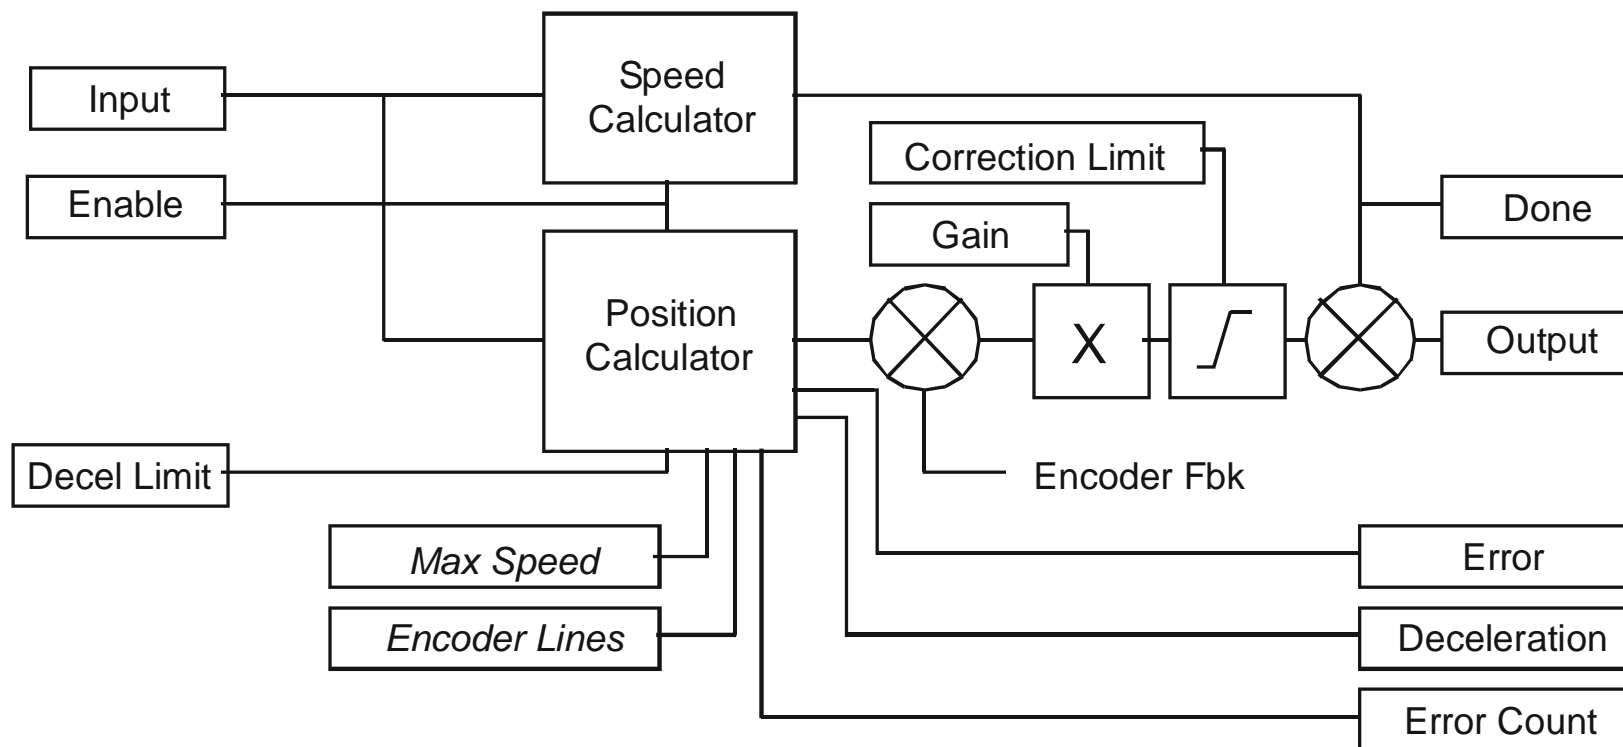 Input
Speed
Calculator
Correction Limit
Enable
Done
Gain
Position
Calculator
X
Output
Decel Limit
Encoder Fbk
Max Speed
Error
Encoder Lines
Deceleration
Error Count